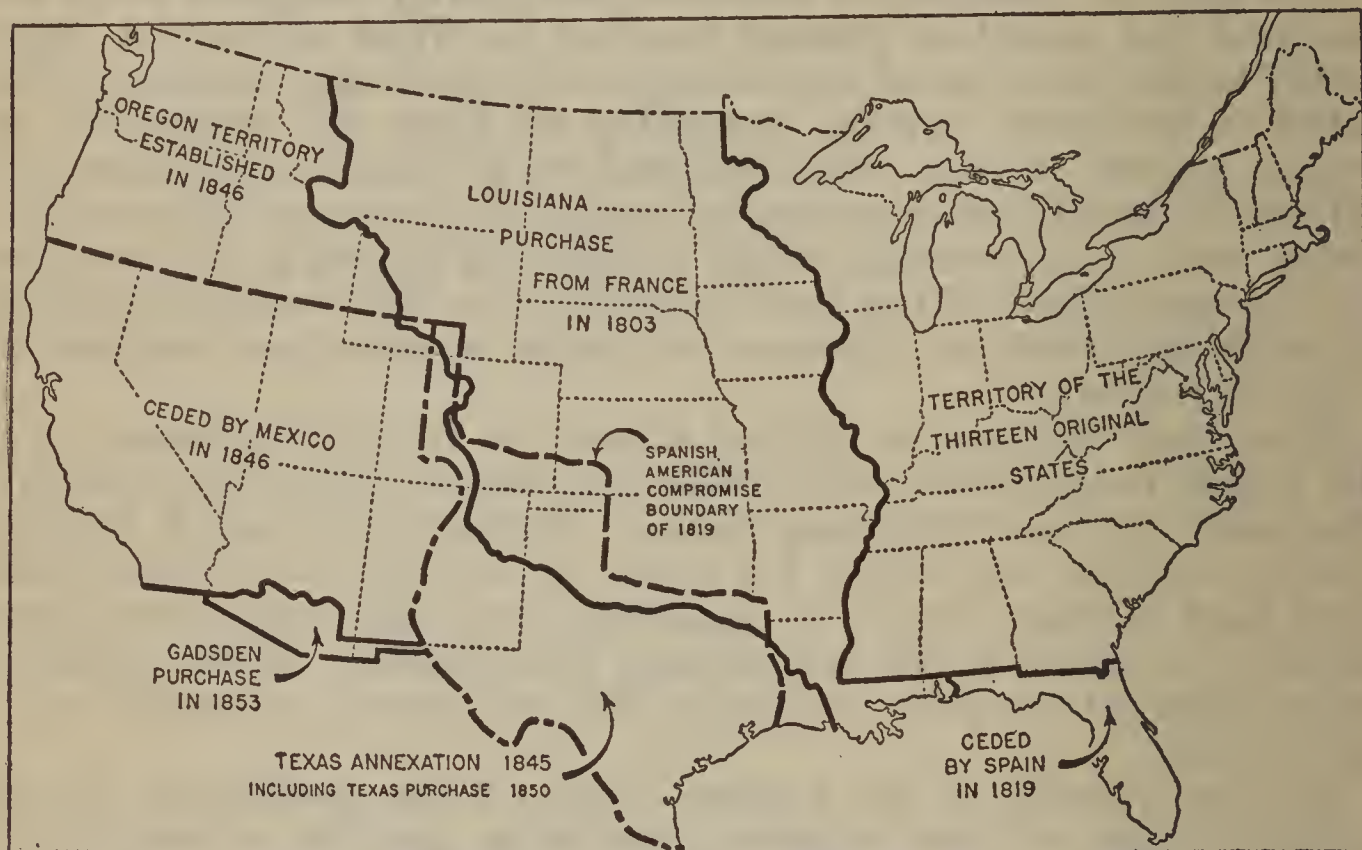 OREGON TERRITORY
ESTABLISHED
IN 1846
LOUISIANA
PURCHASE
FROM FRANCE
IN 1803
CEDED BY MEXICO
IN 1846
SPANISH
AMERICAN
COMPROMISE
BOUNDARY
OF 1819
TERRITORY OF THE
THIRTEEN ORIGINAL
STATES
GADSDEN
PURCHASE
IN 1853
TEXAS ANNEXATION 1845
INCLUDING TEXAS PURCHASE 1850
CEDED
BY SPAIN
IN 1819